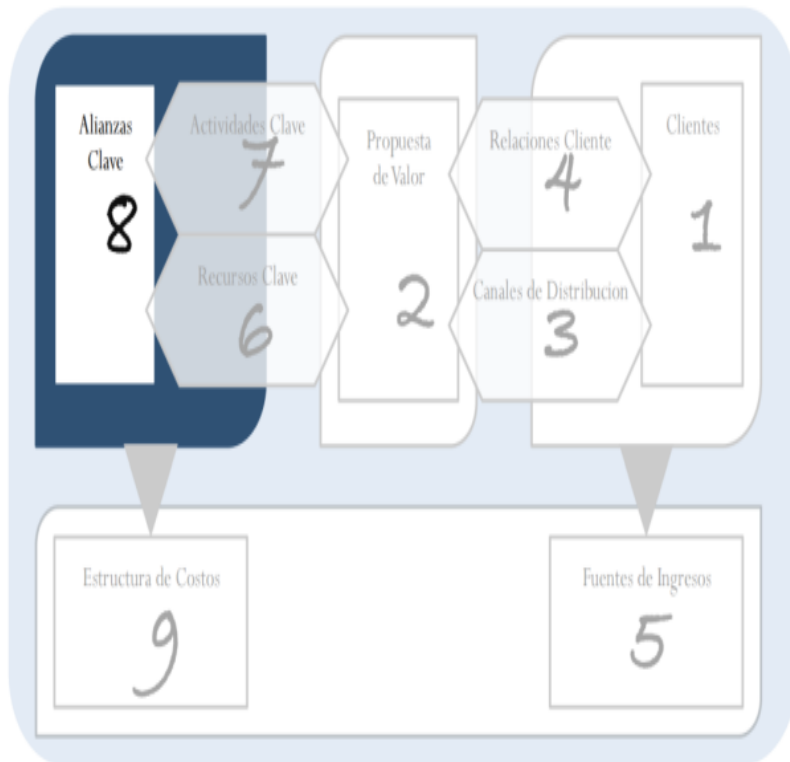 Alianzas
Clave
8
Actividades Clave
7
Recursos Clave
6
Propuesta
de Valor
2
Relaciones Cliente
4
Canales de Distribucion
3
Clientes
1
Estructura de Costos
9
Fuentes de Ingresos
5